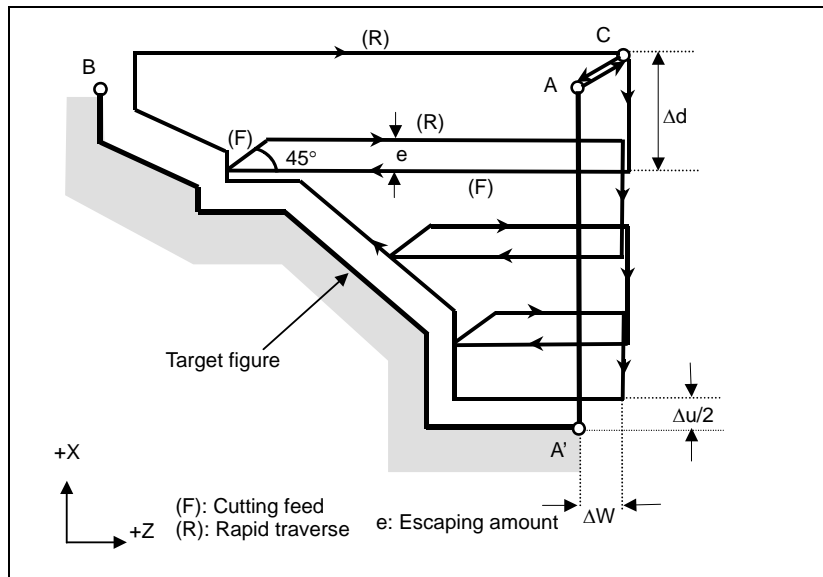 (R)
C
B
A
Δd
(F)
(R)
45°
e
(F)
Target figure
Δu/2
A’
+X
(F): Cutting feed
(R): Rapid traverse
e: Escaping amount
ΔW
+Z